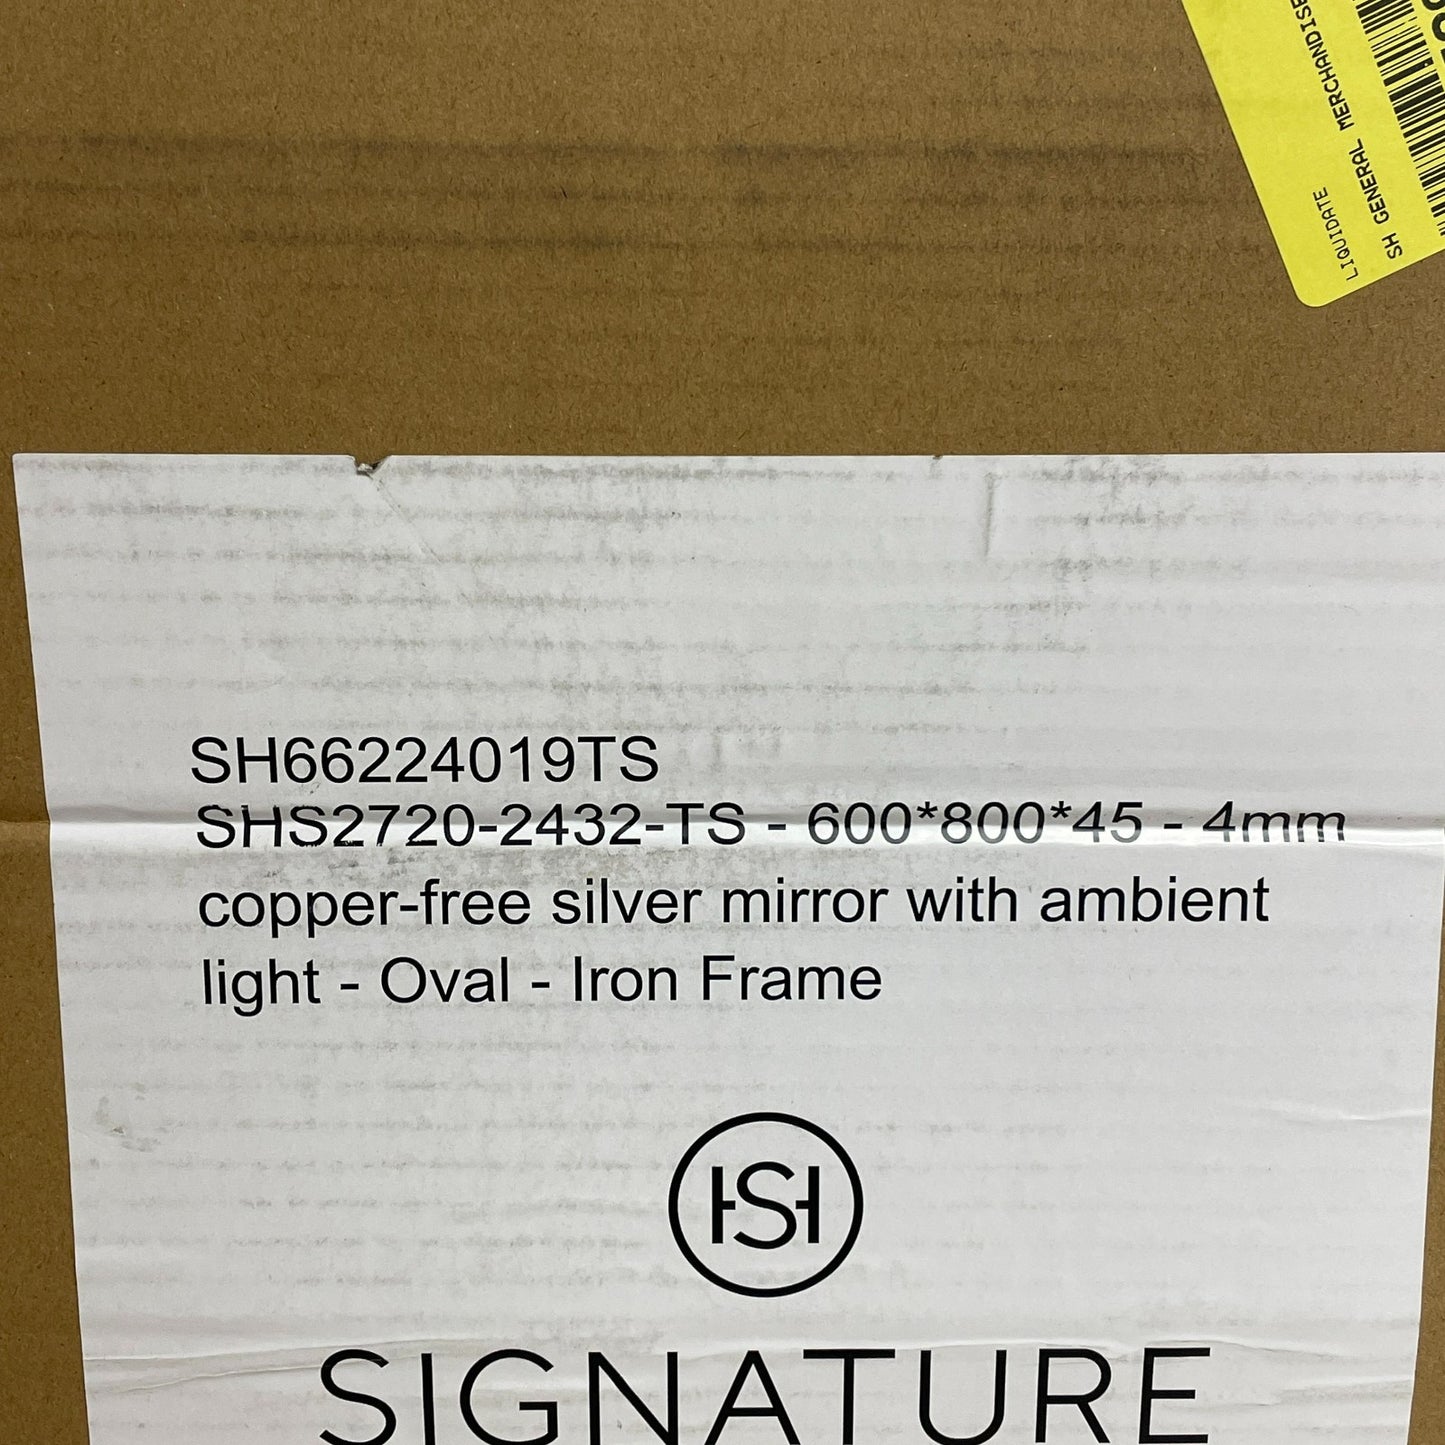 LIQUIDATE
SH GENERAL MERCHANDISE
SH66224019TS
SHS2720-2432-TS - 600*800*45 - 4mm
copper-free silver mirror with ambient
light - Oval - Iron Frame
HSH
SIGNATURE